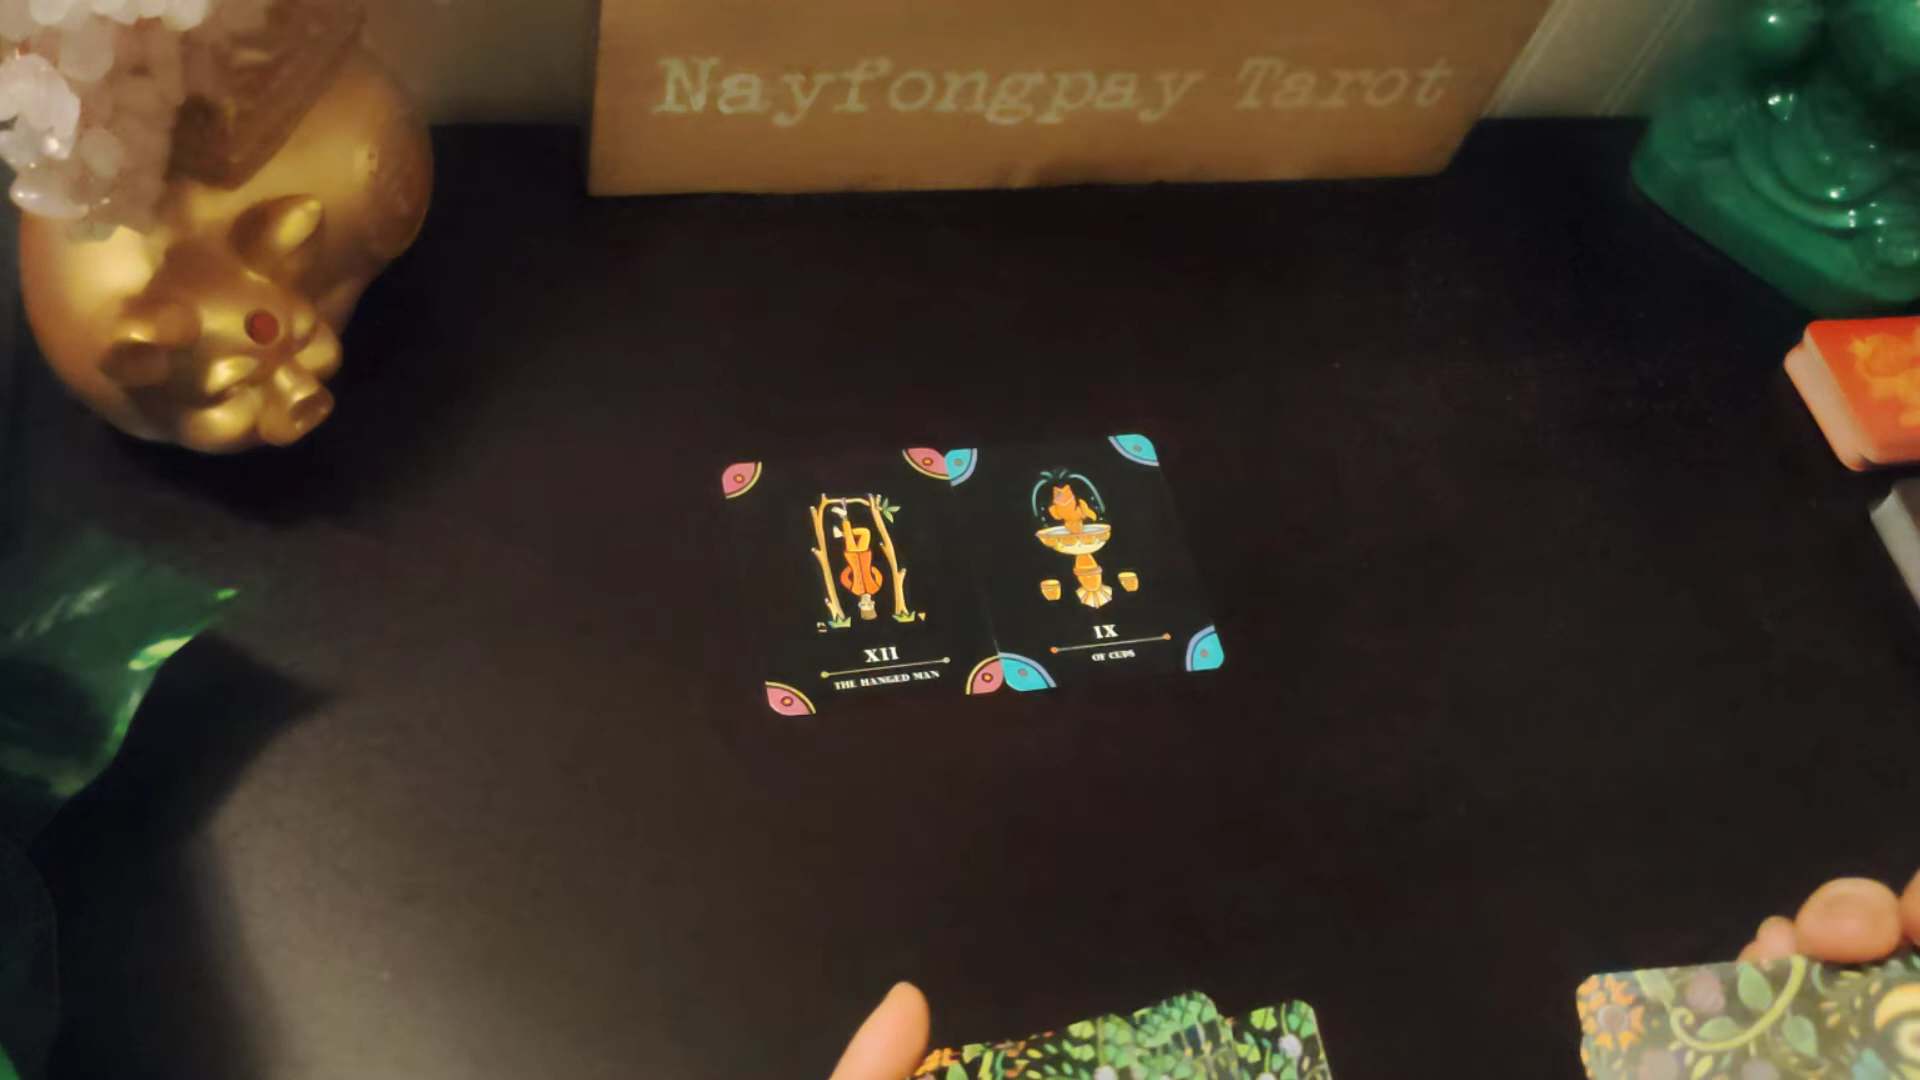 Nayfongpay Tarot
XII
THE HANGED MAN
IX
OF CUPS